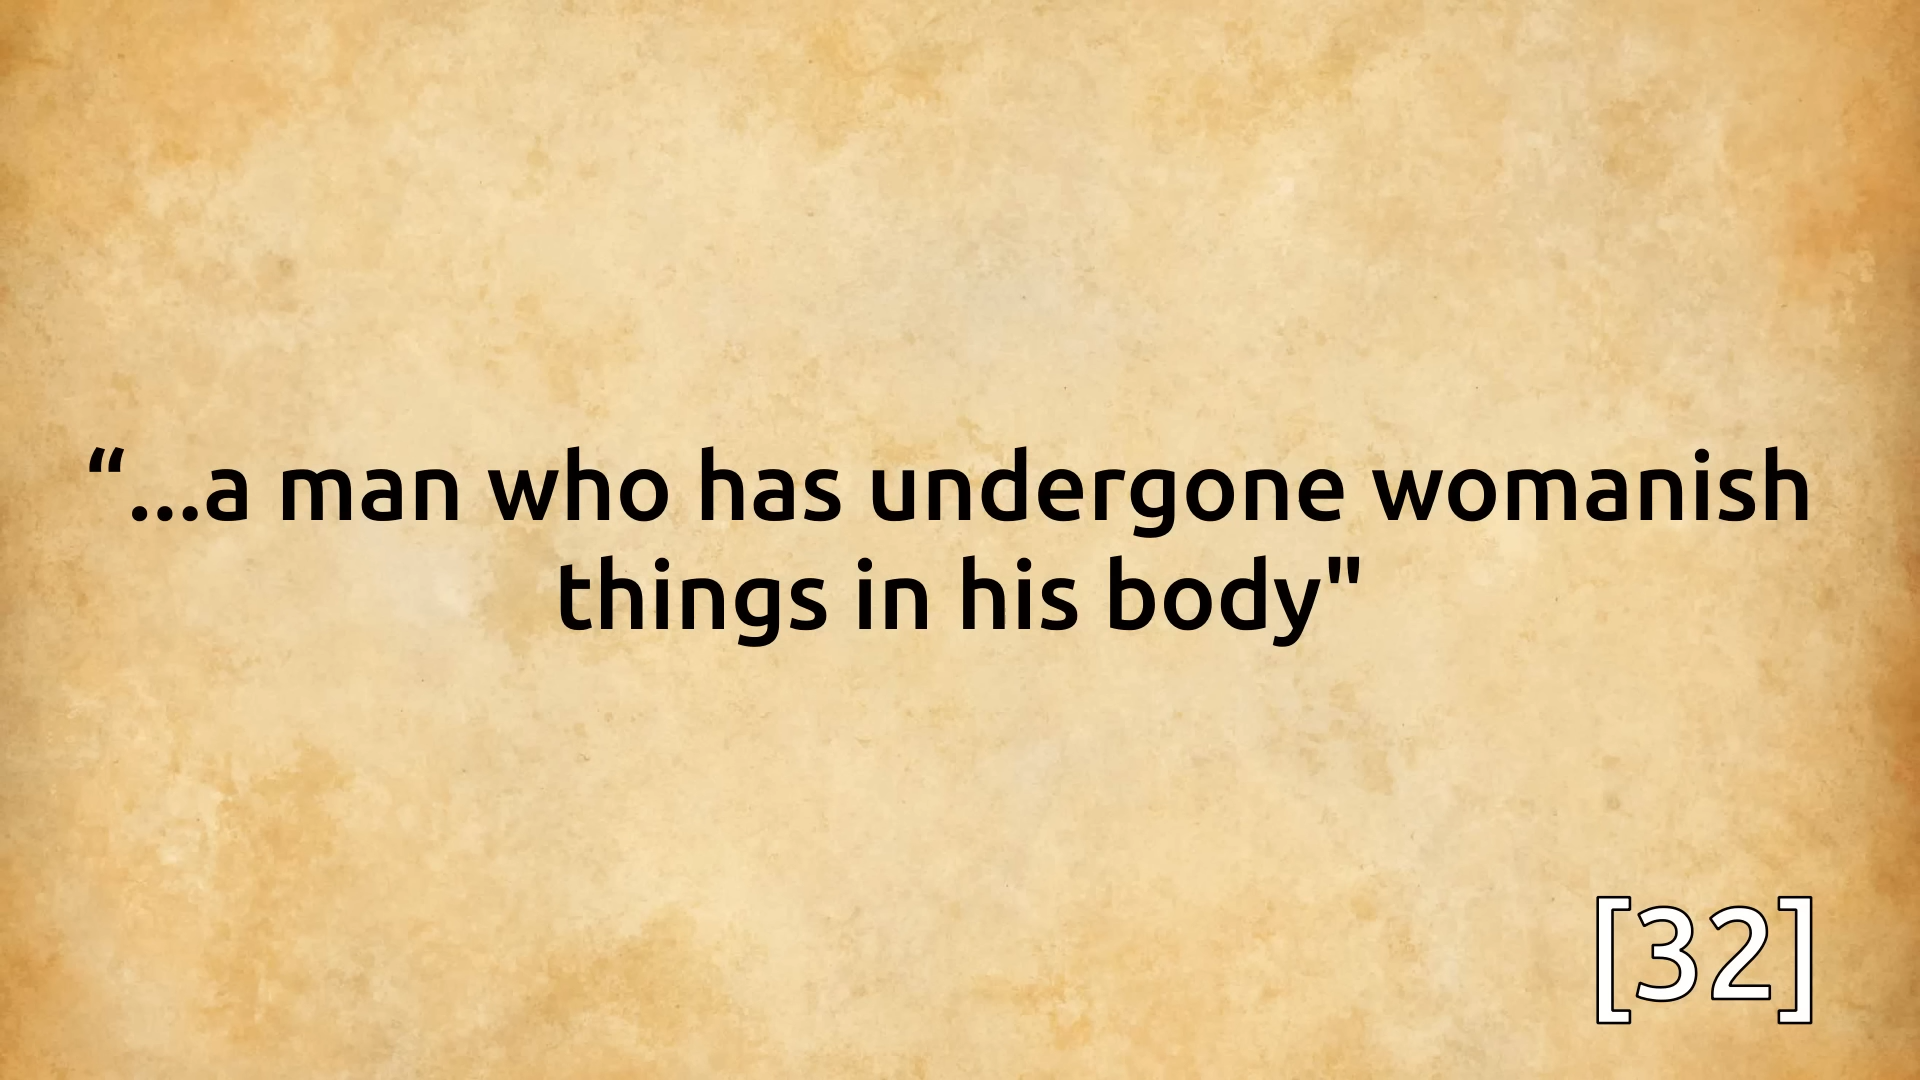 “...a man who has undergone womanish
things in his body"
[32]